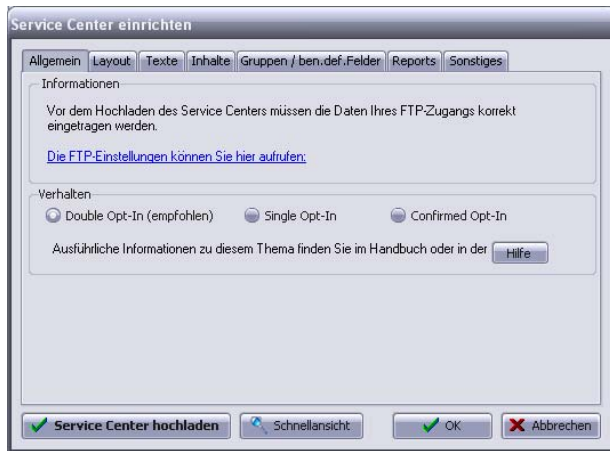 Service Center einrichten
Allgemein Layout Texte Inhalte Gruppen / ben.def.Felder Reports Sonstiges
Informationen
Vor dem Hochladen des Service Centers müssen die Daten Ihres FTP-Zugangs korrekt
eingetragen werden.
Die FTP-Einstellungen können Sie hier aufrufen:
Verhalten
Double Opt-In (empfohlen) Single Opt-In Confirmed Opt-In
Ausführliche Informationen zu diesem Thema finden Sie im Handbuch oder in der Hilfe
Service Center hochladen Schnellansicht OK Abbrechen